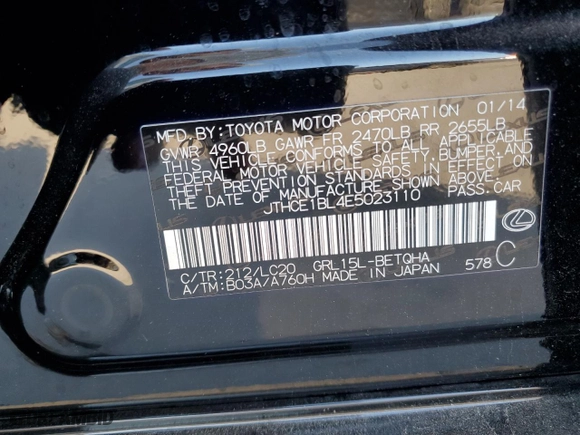 MFD. BY: TOYOTA MOTOR CORPORATION 01/14
GVWR 4960LB GAWR FR 2470LB RR 2655LB
THIS VEHICLE CONFORMS TO ALL APPLICABLE
FEDERAL MOTOR VEHICLE SAFETY, BUMPER, AND
THEFT PREVENTION STANDARDS IN EFFECT ON
THE DATE OF MANUFACTURE SHOWN ABOVE.
JTHCE1BL4E5023110 PASS. CAR
C/TR: 212/LC20 GRL15L-BETQHA
A/TM: B03A/A760H MADE IN JAPAN 578 C